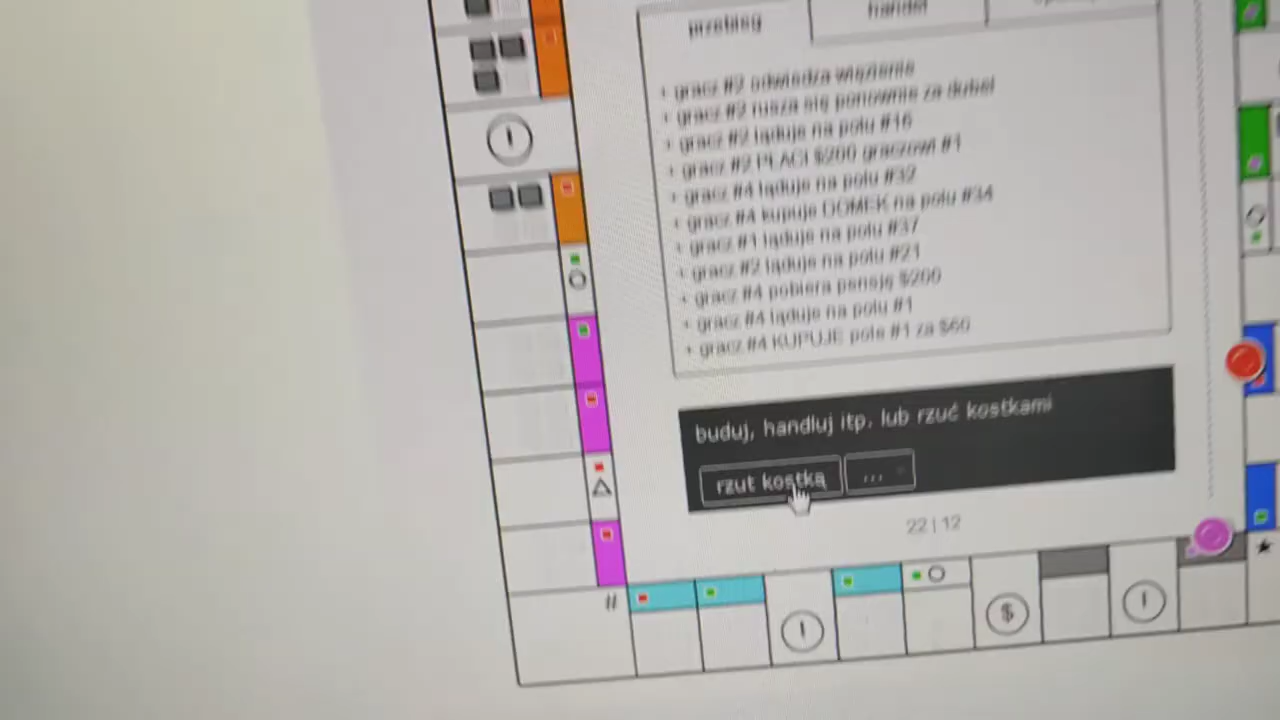 przebieg
handel
+ gracz #2 odwiedza więzienie
+ gracz #2 rusza się ponownie za dubel
+ gracz #2 ląduje na polu #16
+ gracz #2 PŁACI $200 graczowi #1
+ gracz #4 ląduje na polu #32
+ gracz #4 kupuje DOMEK na polu #34
+ gracz #1 ląduje na polu #37
+ gracz #2 ląduje na polu #21
+ gracz #4 pobiera pensję $200
+ gracz #4 ląduje na polu #1
+ gracz #4 KUPUJE pole #1 za $60
buduj, handluj itp. lub rzuć kostkami
rzut kostką
...
22 | 12
#
!
$
!
!